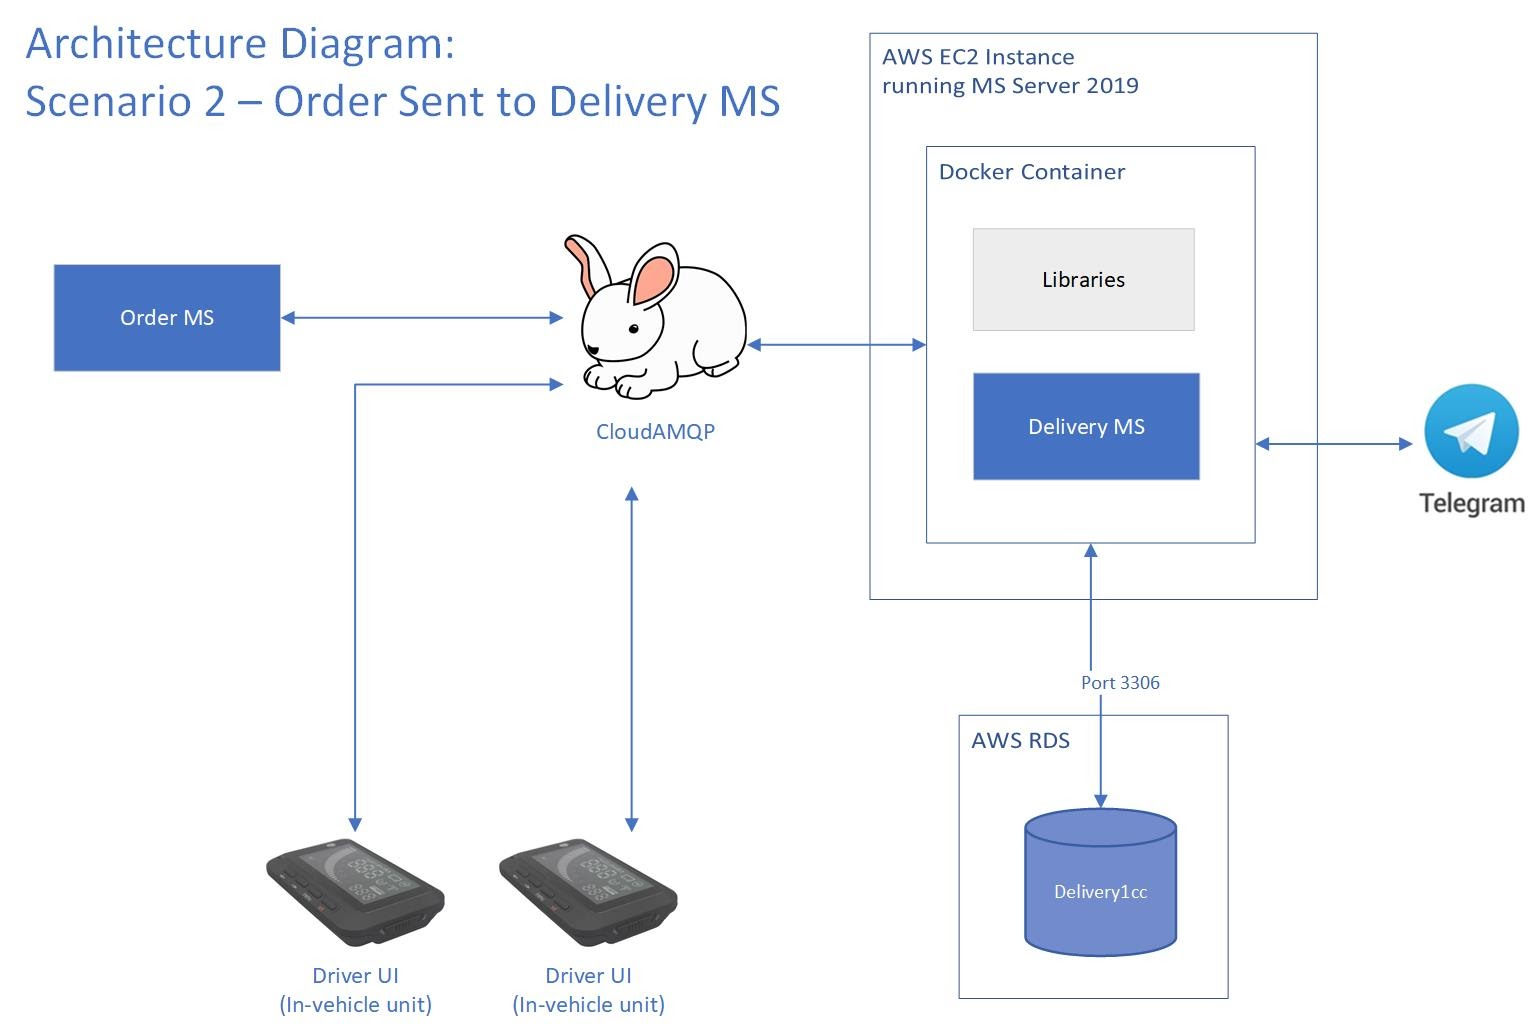 Architecture Diagram:
Scenario 2 – Order Sent to Delivery MS
AWS EC2 Instance
running MS Server 2019
Docker Container
Libraries
Order MS
Delivery MS
CloudAMQP
Telegram
Port 3306
AWS RDS
Delivery1cc
Driver UI
(In-vehicle unit)
Driver UI
(In-vehicle unit)